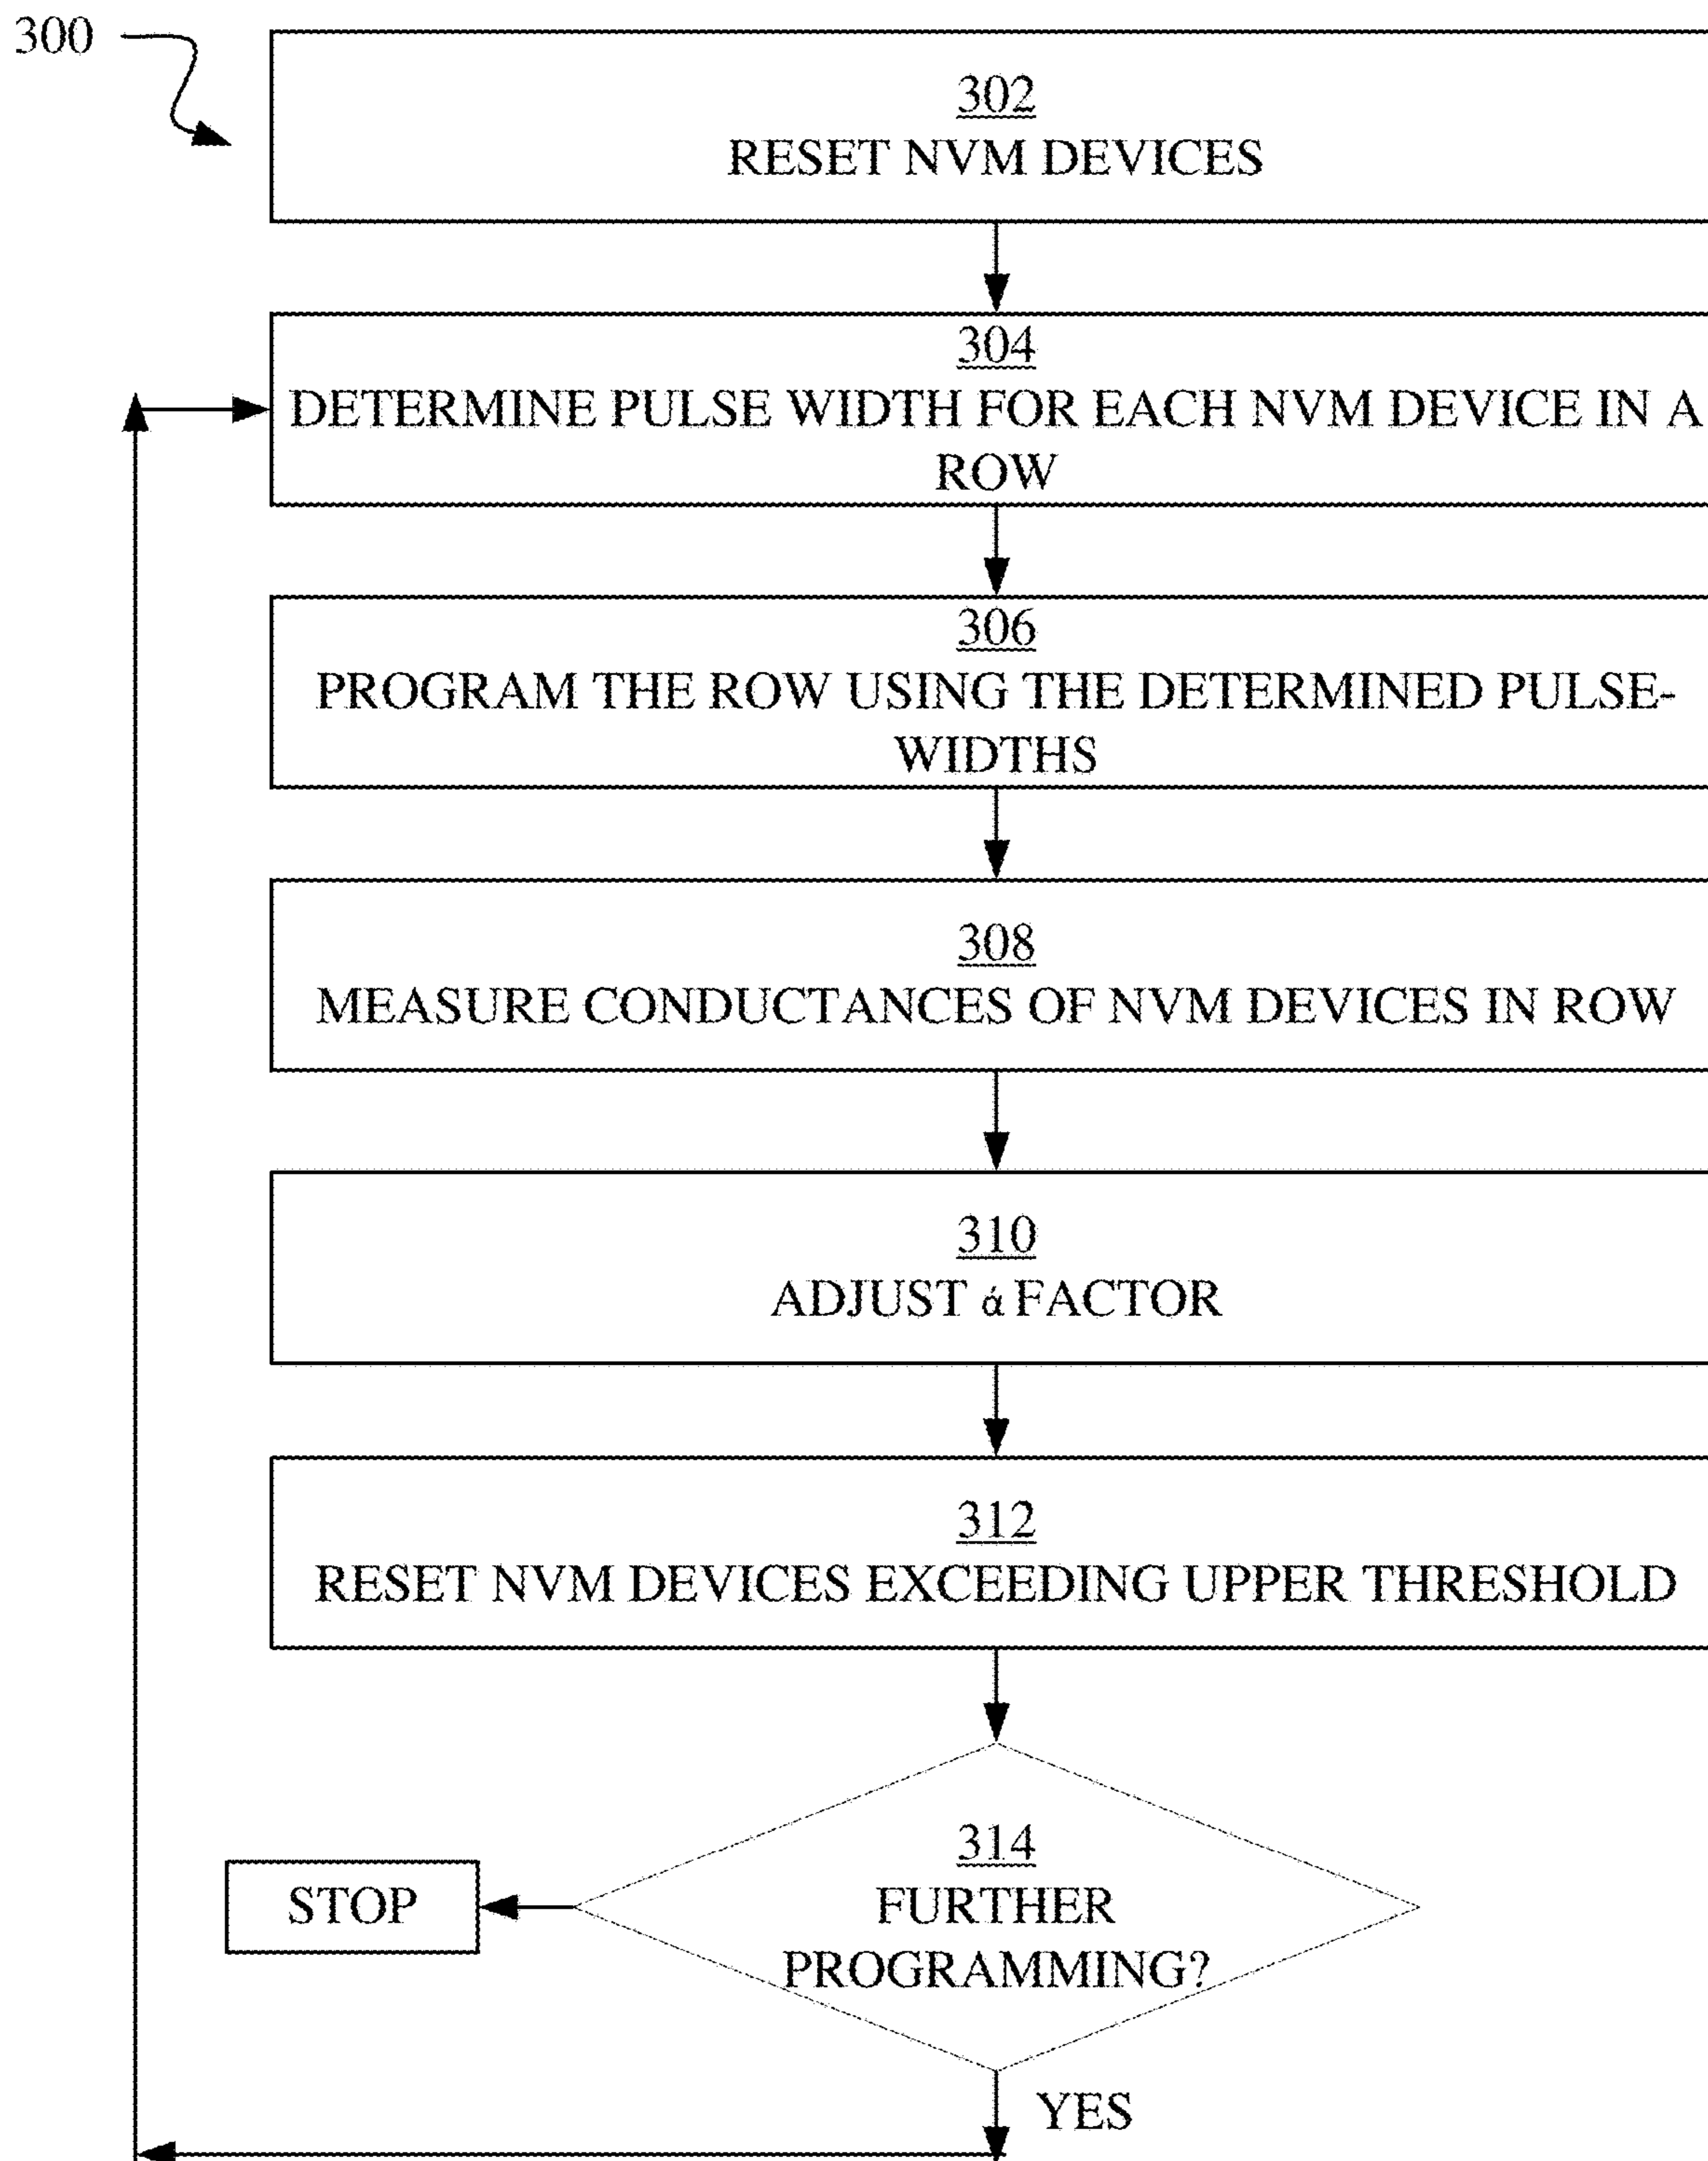 300
302
RESET NVM DEVICES
304
DETERMINE PULSE WIDTH FOR EACH NVM DEVICE IN A
ROW
306
PROGRAM THE ROW USING THE DETERMINED PULSE-
WIDTHS
308
MEASURE CONDUCTANCES OF NVM DEVICES IN ROW
310
ADJUST ά FACTOR
312
RESET NVM DEVICES EXCEEDING UPPER THRESHOLD
314
FURTHER
PROGRAMMING?
STOP
YES